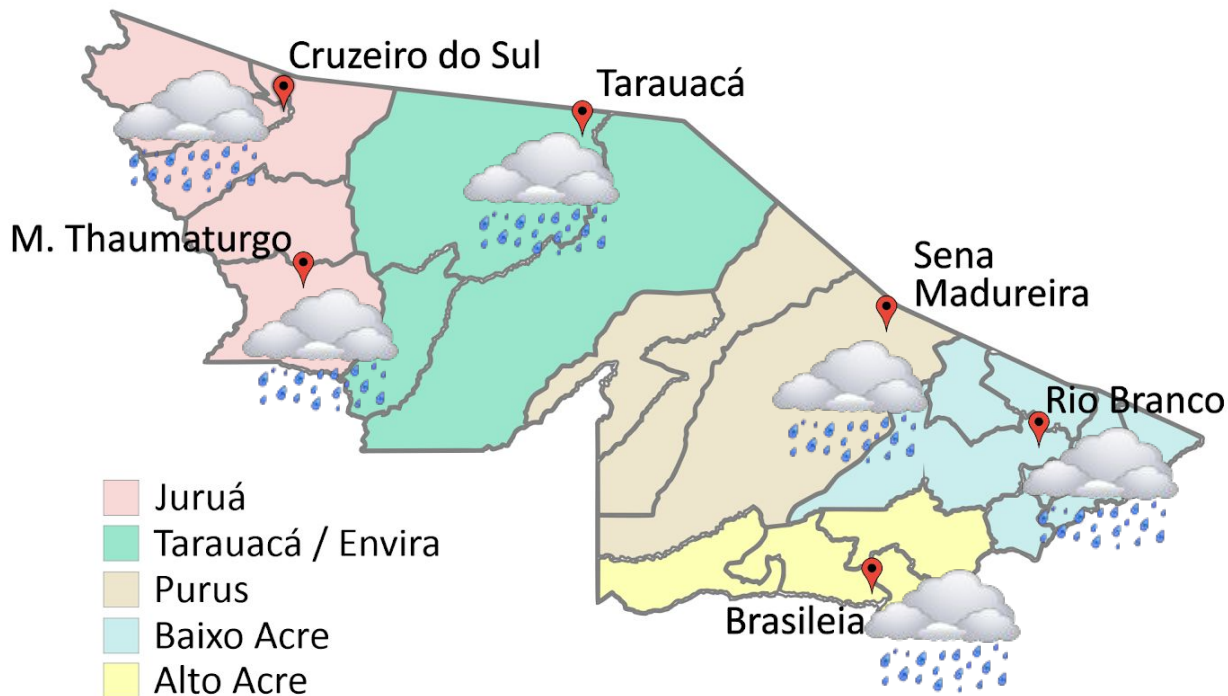 Cruzeiro do Sul
Tarauacá
M. Thaumaturgo
Sena
Madureira
Rio Branco
Brasileia
Juruá
Tarauacá / Envira
Purus
Baixo Acre
Alto Acre